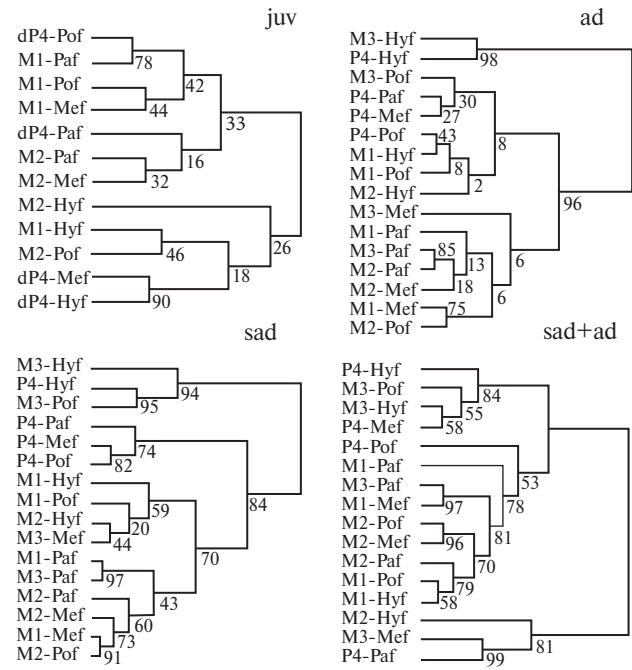 juv
dP4-Pof
M1-Paf
78
42
M1-Pof
M1-Mef
44
33
dP4-Paf
16
M2-Paf
M2-Mef
32
M2-Hyf
26
M1-Hyf
M2-Pof
46
18
dP4-Mef
dP4-Hyf
90
ad
M3-Hyf
P4-Hyf
98
M3-Pof
P4-Paf
30
P4-Mef
27
P4-Pof
43
8
M1-Hyf
M1-Pof
8
M2-Hyf
2
96
M3-Mef
M1-Paf
M3-Paf
85
6
M2-Paf
13
M2-Mef
18
M1-Mef
75
6
M2-Pof
sad
M3-Hyf
P4-Hyf
94
M3-Pof
95
P4-Paf
P4-Mef
74
P4-Pof
82
M1-Hyf
84
M1-Pof
59
M2-Hyf
20
M3-Mef
44
70
M1-Paf
M3-Paf
97
M2-Paf
43
M2-Mef
60
M1-Mef
73
M2-Pof
91
sad+ad
P4-Hyf
M3-Pof
84
M3-Hyf
55
P4-Mef
58
P4-Pof
M1-Paf
53
M3-Paf
78
M1-Mef
97
M2-Pof
81
M2-Mef
96
M2-Paf
70
M1-Pof
79
M1-Hyf
58
M2-Hyf
M3-Mef
81
P4-Paf
99